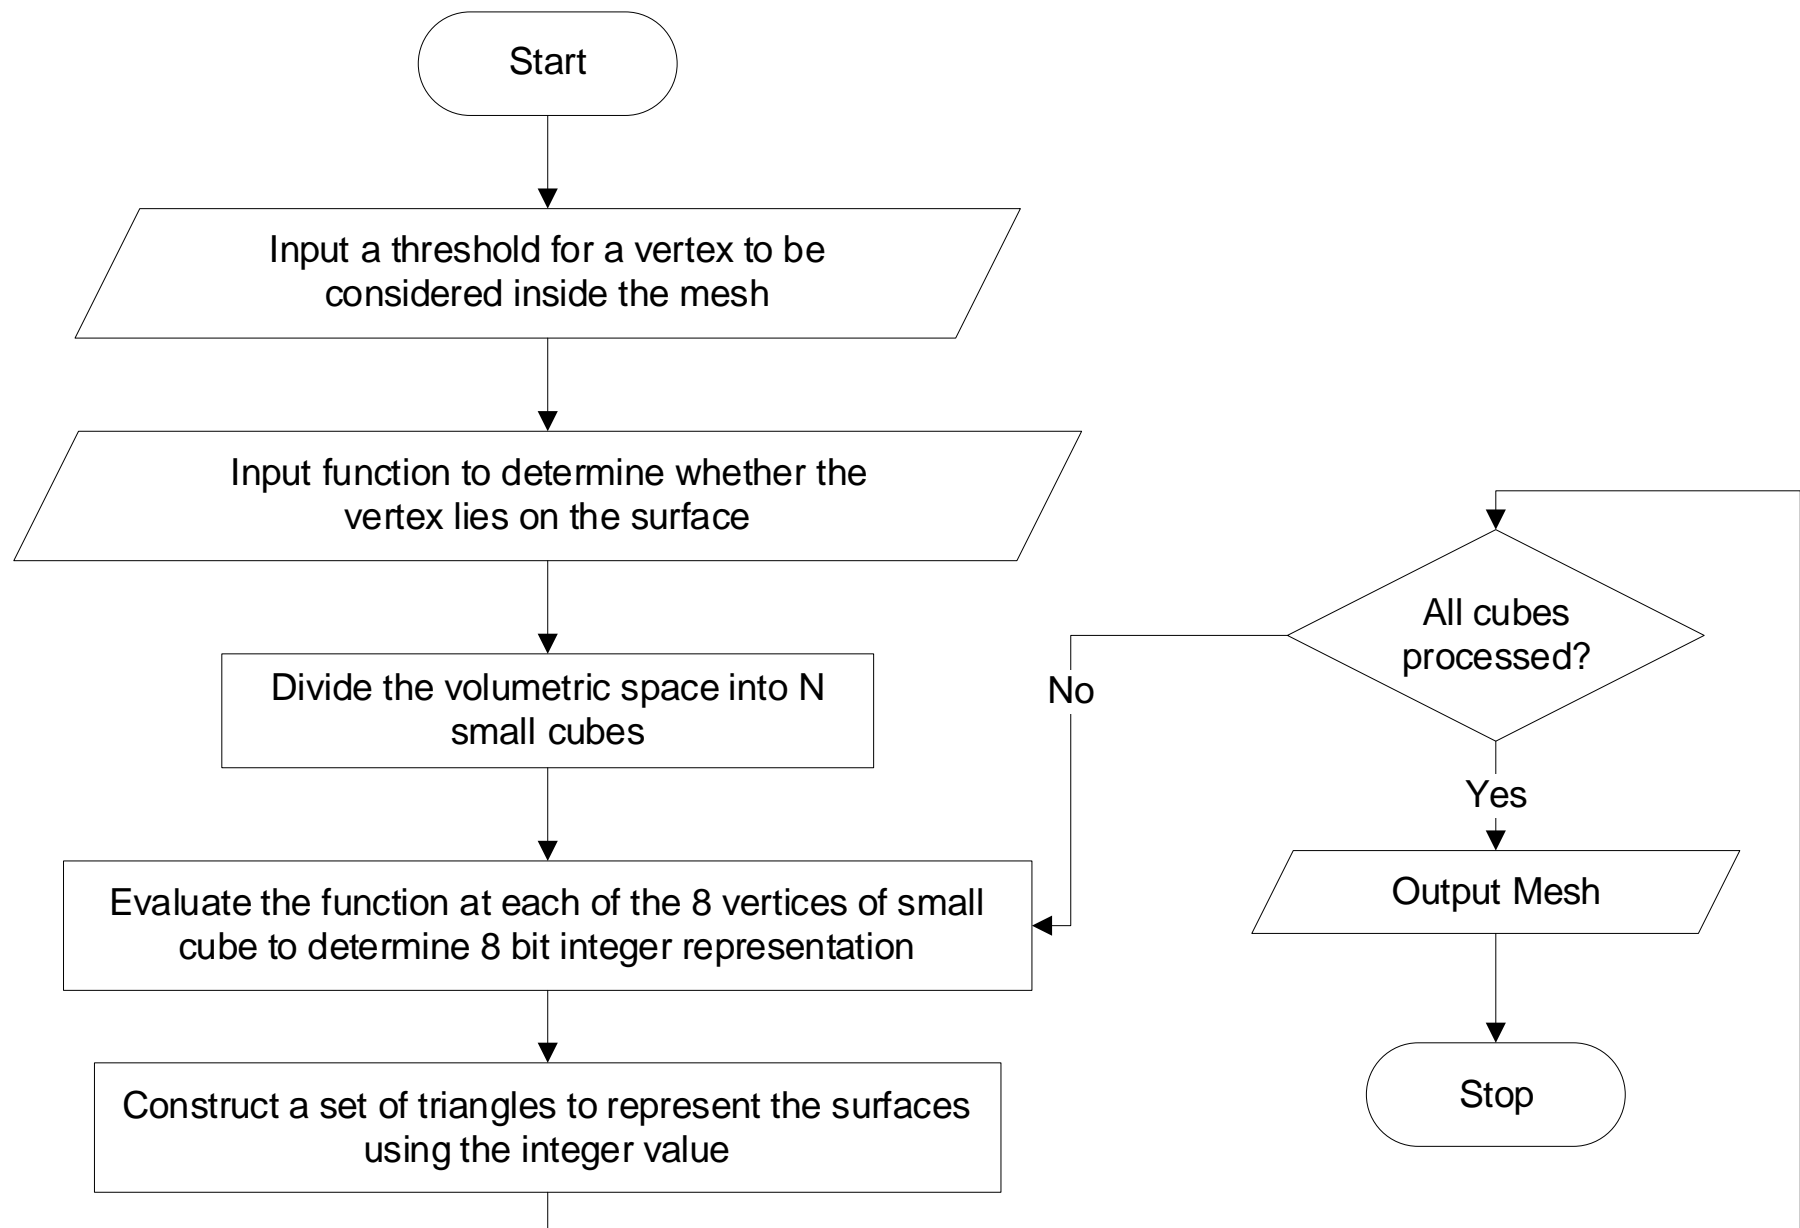 Start
Input a threshold for a vertex to be
considered inside the mesh
Input function to determine whether the
vertex lies on the surface
Divide the volumetric space into N
small cubes
Evaluate the function at each of the 8 vertices of small
cube to determine 8 bit integer representation
Construct a set of triangles to represent the surfaces
using the integer value
All cubes
processed?
No
Yes
Output Mesh
Stop